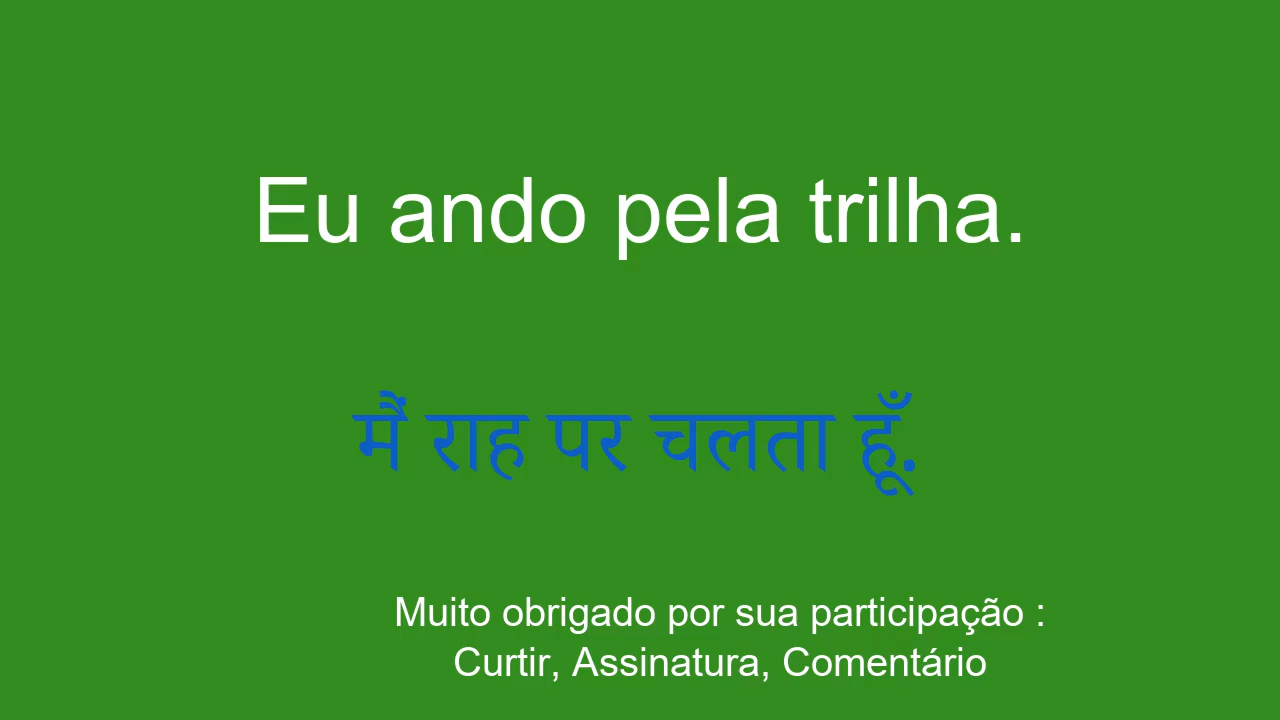 Eu ando pela trilha.
मैं राह पर चलता हूँ.
Muito obrigado por sua participação :
Curtir, Assinatura, Comentário